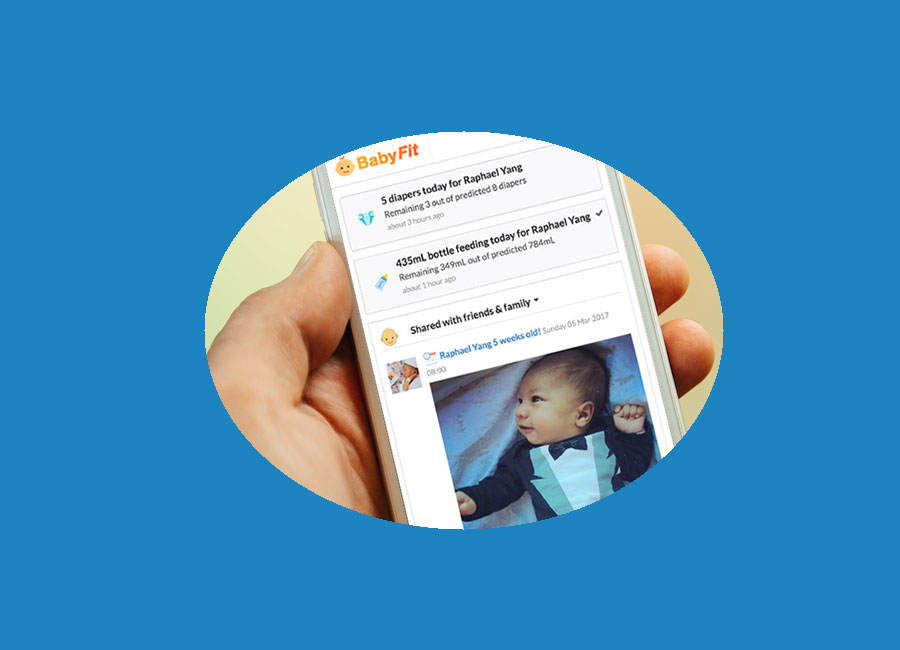 BabyFit
5 diapers today for Raphael Yang
Remaining 3 out of predicted 8 diapers
about 3 hours ago
435mL bottle feeding today for Raphael Yang
Remaining 349mL out of predicted 784mL
about 1 hour ago
Shared with friends & family
Raphael Yang 5 weeks old! Sunday 05 Mar 2017
08:00